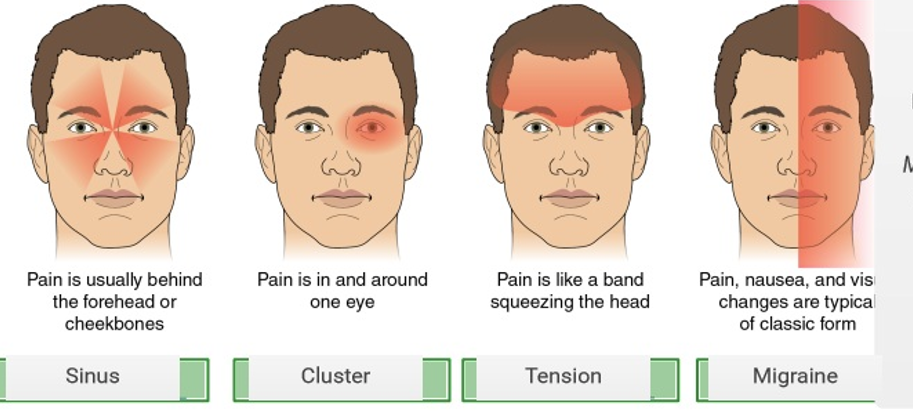 Pain is usually behind
the forehead or
cheekbones
Pain is in and around
one eye
Pain is like a band
squeezing the head
Pain, nausea, and
changes are typical
of classic form
Sinus
Cluster
Tension
Migraine